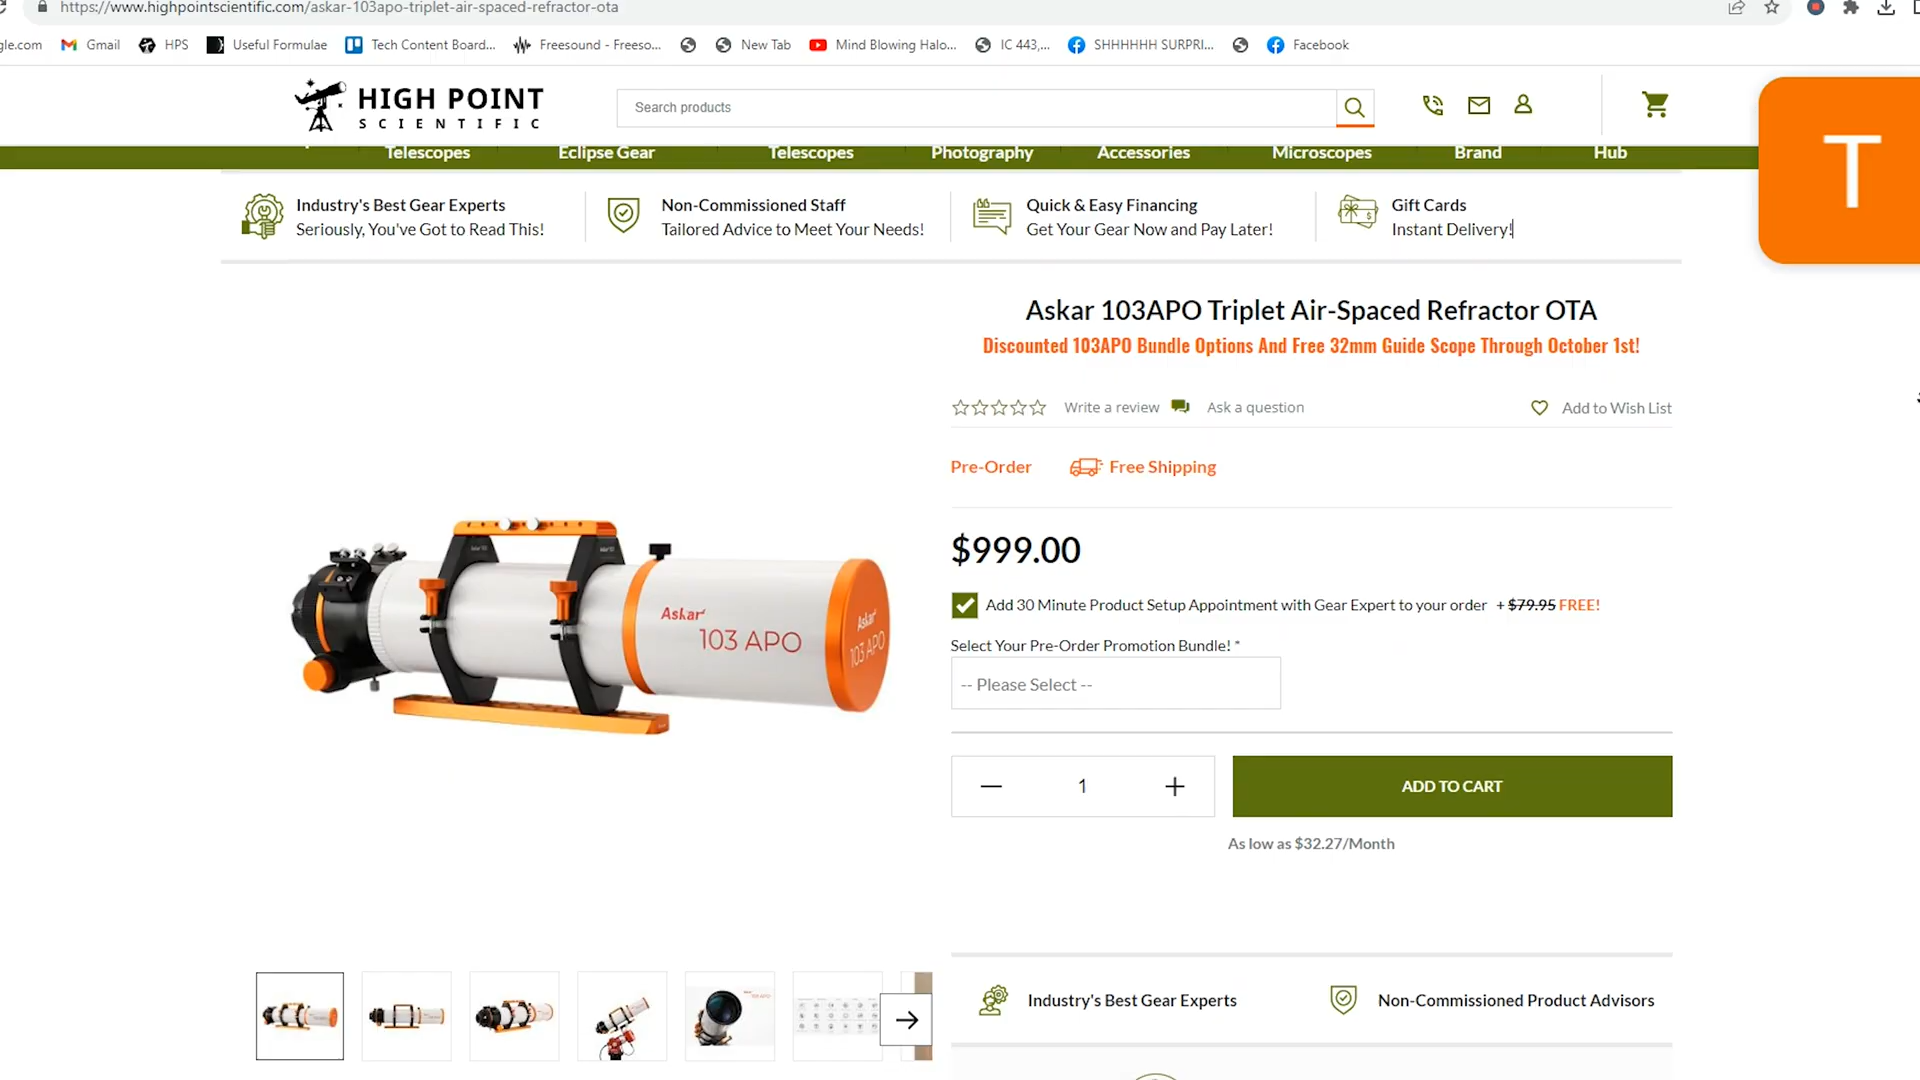 https://www.highpointscientific.com/askar-103apo-triplet-air-spaced-refractor-ota
gle.com Gmail HPS Useful Formulae Tech Content Board... Freesound - Freeso... New Tab Mind Blowing Halo... IC 443,... SHHHHHH SURPRI... Facebook
HIGH POINT
SCIENTIFIC
Search products
T
Telescopes Eclipse Gear Telescopes Photography Accessories Microscopes Brand Hub
Industry's Best Gear Experts
Seriously, You've Got to Read This!
Non-Commissioned Staff
Tailored Advice to Meet Your Needs!
Quick & Easy Financing
Get Your Gear Now and Pay Later!
Gift Cards
Instant Delivery!
Askar 103APO Triplet Air-Spaced Refractor OTA
Discounted 103APO Bundle Options And Free 32mm Guide Scope Through October 1st!
Write a review Ask a question Add to Wish List
Pre-Order Free Shipping
$999.00
Add 30 Minute Product Setup Appointment with Gear Expert to your order + $79.95 FREE!
Select Your Pre-Order Promotion Bundle! *
-- Please Select --
1
ADD TO CART
As low as $32.27/Month
Askar
103 APO
Askar
103 APO
Industry's Best Gear Experts
Non-Commissioned Product Advisors